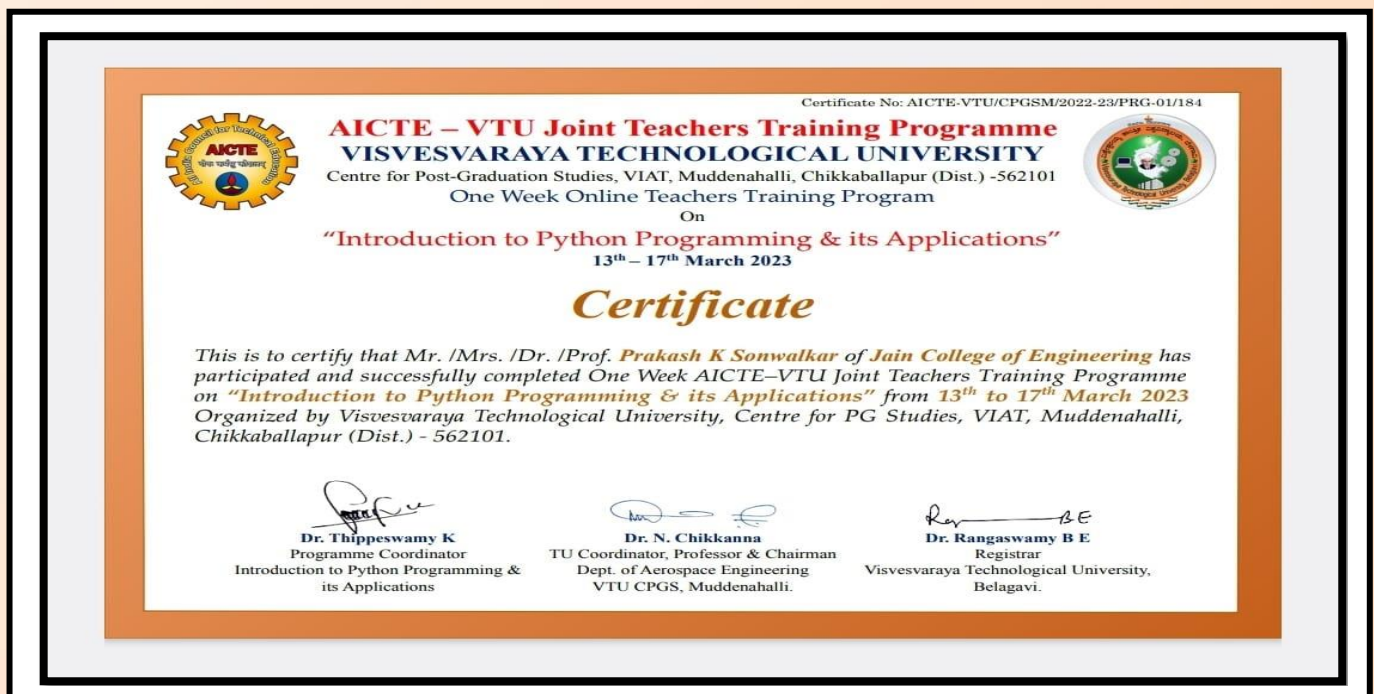 Certificate No: AICTE-VTU/CPGSM/2022-23/PRG-01/184
All India Council for Technical Education
AICTE
AICTE – VTU Joint Teachers Training Programme
VISVESVARAYA TECHNOLOGICAL UNIVERSITY
Centre for Post-Graduation Studies, VIAT, Muddenahalli, Chikkaballapur (Dist.) -562101
One Week Online Teachers Training Program
On
“Introduction to Python Programming & its Applications”
13th – 17th March 2023
Certificate
This is to certify that Mr. /Mrs. /Dr. /Prof. Prakash K Sonwalkar of Jain College of Engineering has
participated and successfully completed One Week AICTE–VTU Joint Teachers Training Programme
on “Introduction to Python Programming & its Applications” from 13th to 17th March 2023
Organized by Visvesvaraya Technological University, Centre for PG Studies, VIAT, Muddenahalli,
Chikkaballapur (Dist.) - 562101.
Dr. Thippeswamy K
Programme Coordinator
Introduction to Python Programming &
its Applications
Dr. N. Chikkanna
TU Coordinator, Professor & Chairman
Dept. of Aerospace Engineering
VTU CPGS, Muddenahalli.
Dr. Rangaswamy B E
Registrar
Visvesvaraya Technological University,
Belagavi.